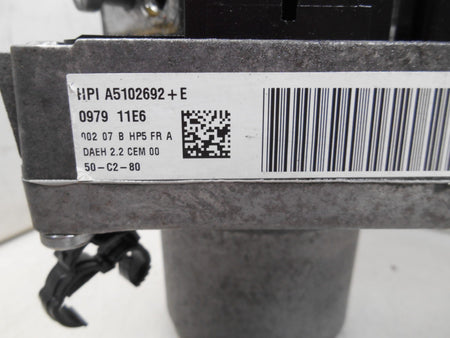 HPI A5102692+E
0979 11E6
002 07 B HP5 FR A
DAEH 2.2 CEM 00
50-C2-80